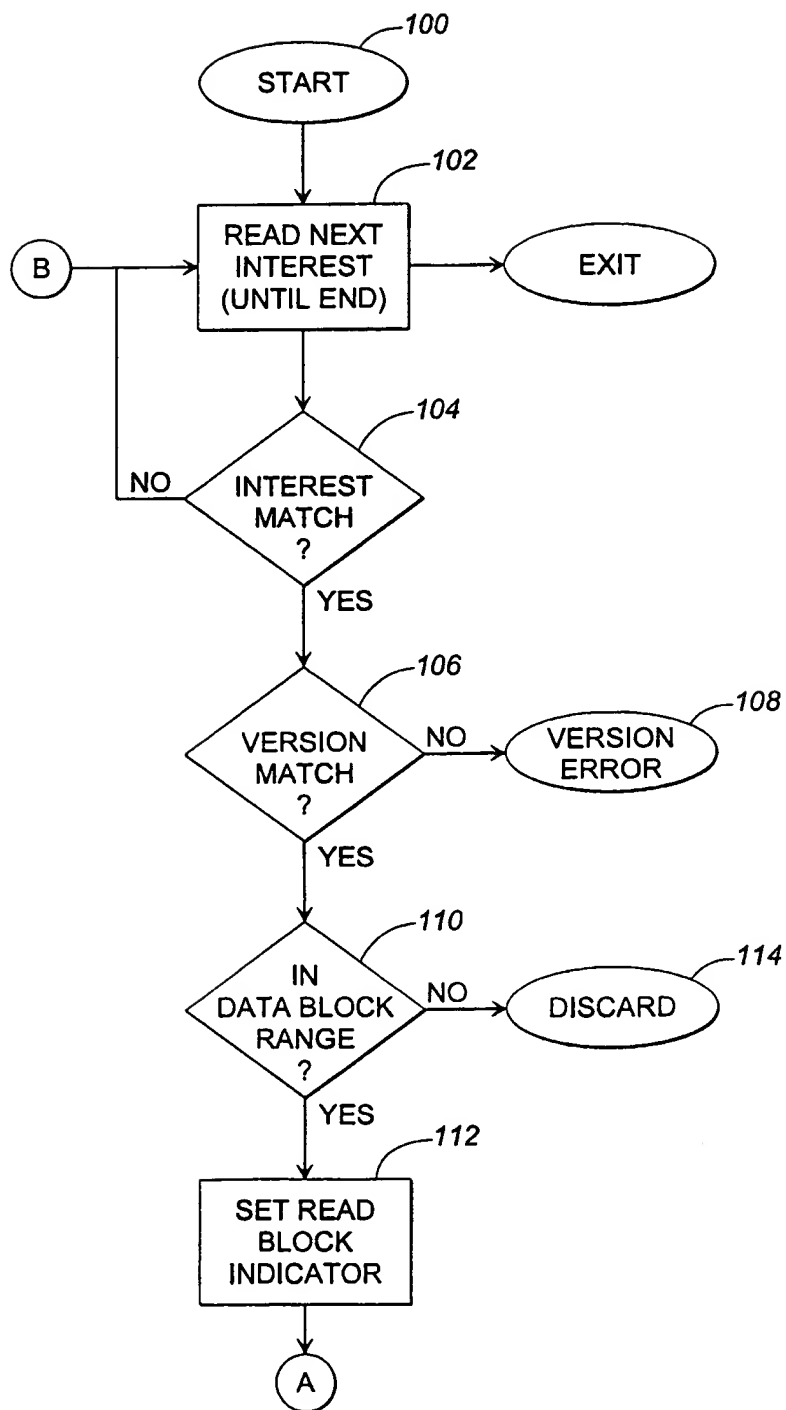 100
START
102
READ NEXT
INTEREST
(UNTIL END)
B
EXIT
104
INTEREST
MATCH
?
NO
YES
106
VERSION
MATCH
?
NO
108
VERSION
ERROR
YES
110
IN
DATA BLOCK
RANGE
?
NO
114
DISCARD
YES
112
SET READ
BLOCK
INDICATOR
A